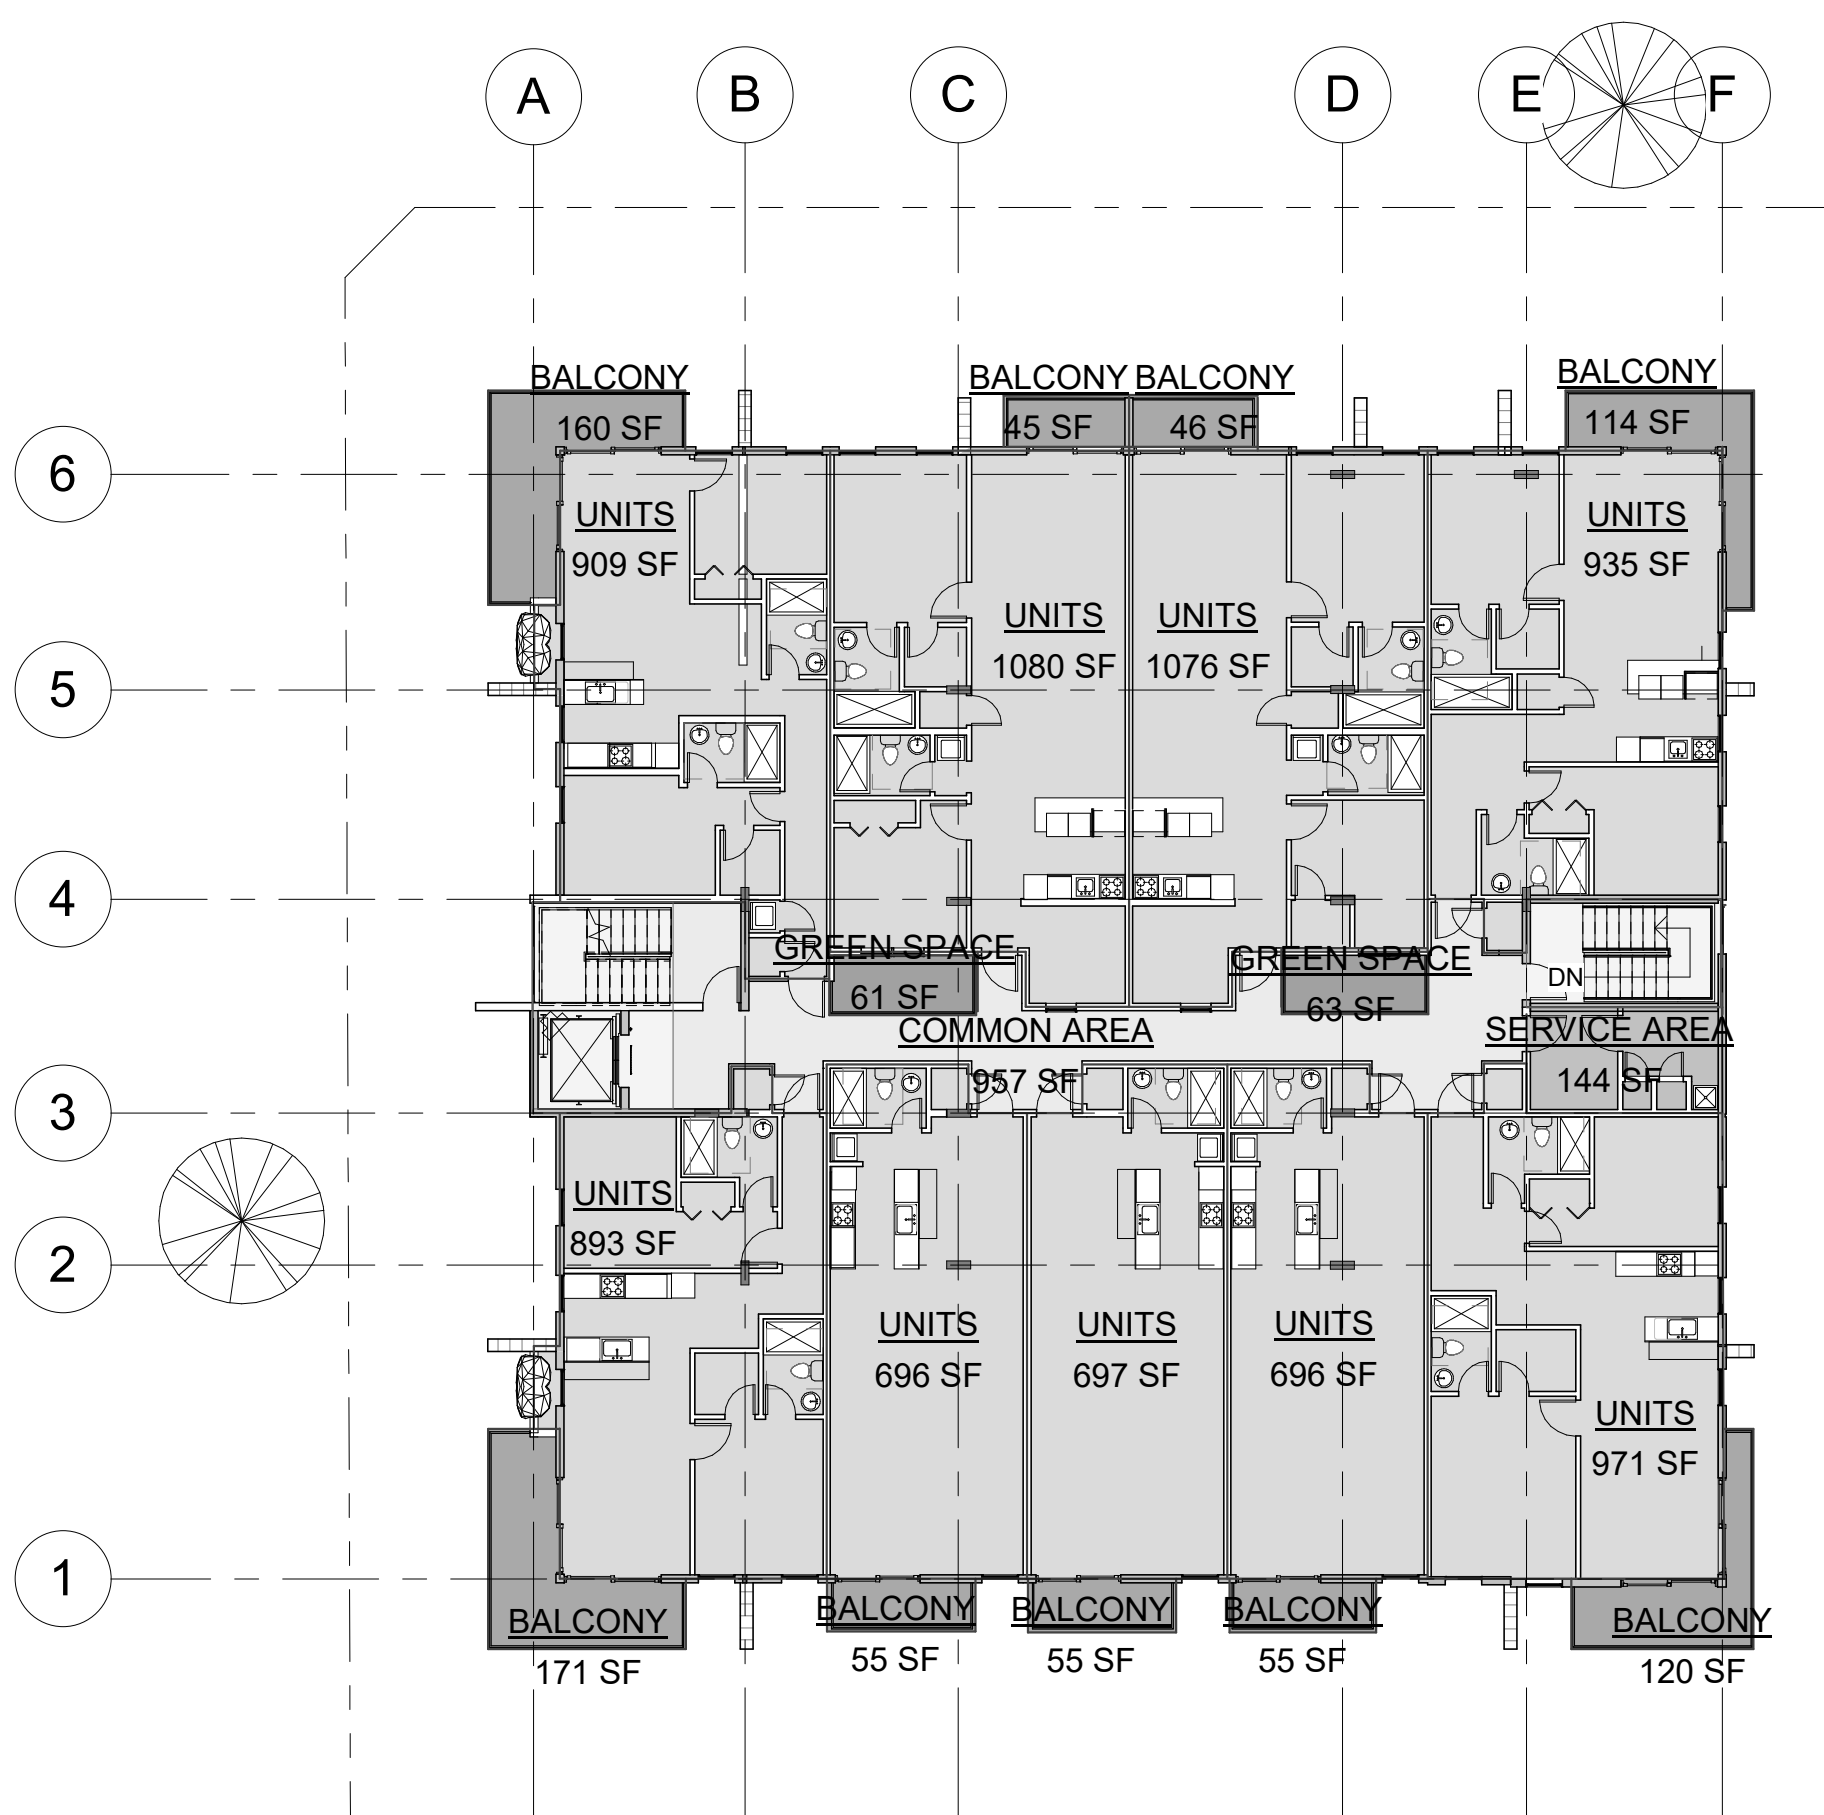 A B C D E F
BALCONY BALCONY BALCONY BALCONY
160 SF 45 SF 46 SF 114 SF
6
UNITS UNITS
909 SF 935 SF
UNITS UNITS
1080 SF 1076 SF
5
4
GREEN SPACE GREEN SPACE
DN
61 SF 63 SF
COMMON AREA SERVICE AREA
957 SF 144 SF
3
UNITS
893 SF
2
UNITS UNITS UNITS
696 SF 697 SF 696 SF
UNITS
971 SF
1
BALCONY BALCONY BALCONY BALCONY BALCONY
171 SF 55 SF 55 SF 55 SF 120 SF